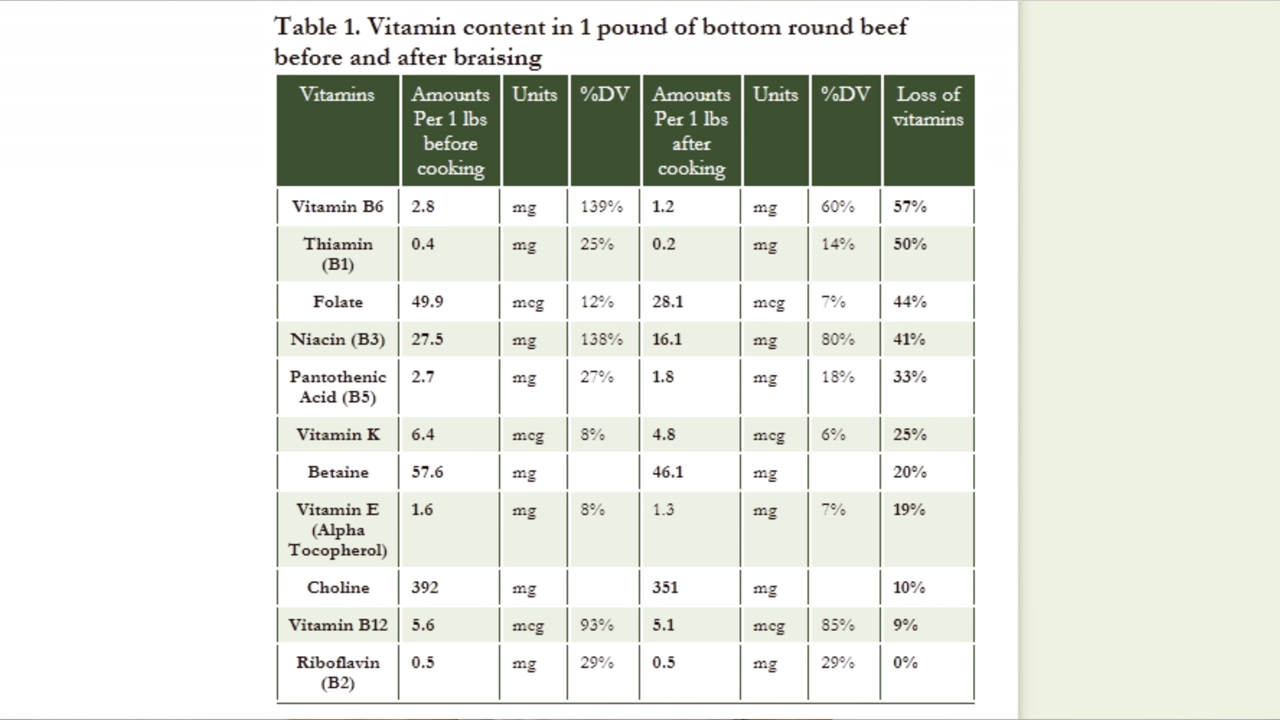 Table 1. Vitamin content in 1 pound of bottom round beef
before and after braising
Vitamins Amounts Per 1 lbs before cooking Units %DV Amounts Per 1 lbs after cooking Units %DV Loss of vitamins
Vitamin B6 2.8 mg 139% 1.2 mg 60% 57%
Thiamin (B1) 0.4 mg 25% 0.2 mg 14% 50%
Folate 49.9 mcg 12% 28.1 mcg 7% 44%
Niacin (B3) 27.5 mg 138% 16.1 mg 80% 41%
Pantothenic Acid (B5) 2.7 mg 27% 1.8 mg 18% 33%
Vitamin K 6.4 mcg 8% 4.8 mcg 6% 25%
Betaine 57.6 mg 46.1 mg 20%
Vitamin E (Alpha Tocopherol) 1.6 mg 8% 1.3 mg 7% 19%
Choline 392 mg 351 mg 10%
Vitamin B12 5.6 mcg 93% 5.1 mcg 85% 9%
Riboflavin (B2) 0.5 mg 29% 0.5 mg 29% 0%